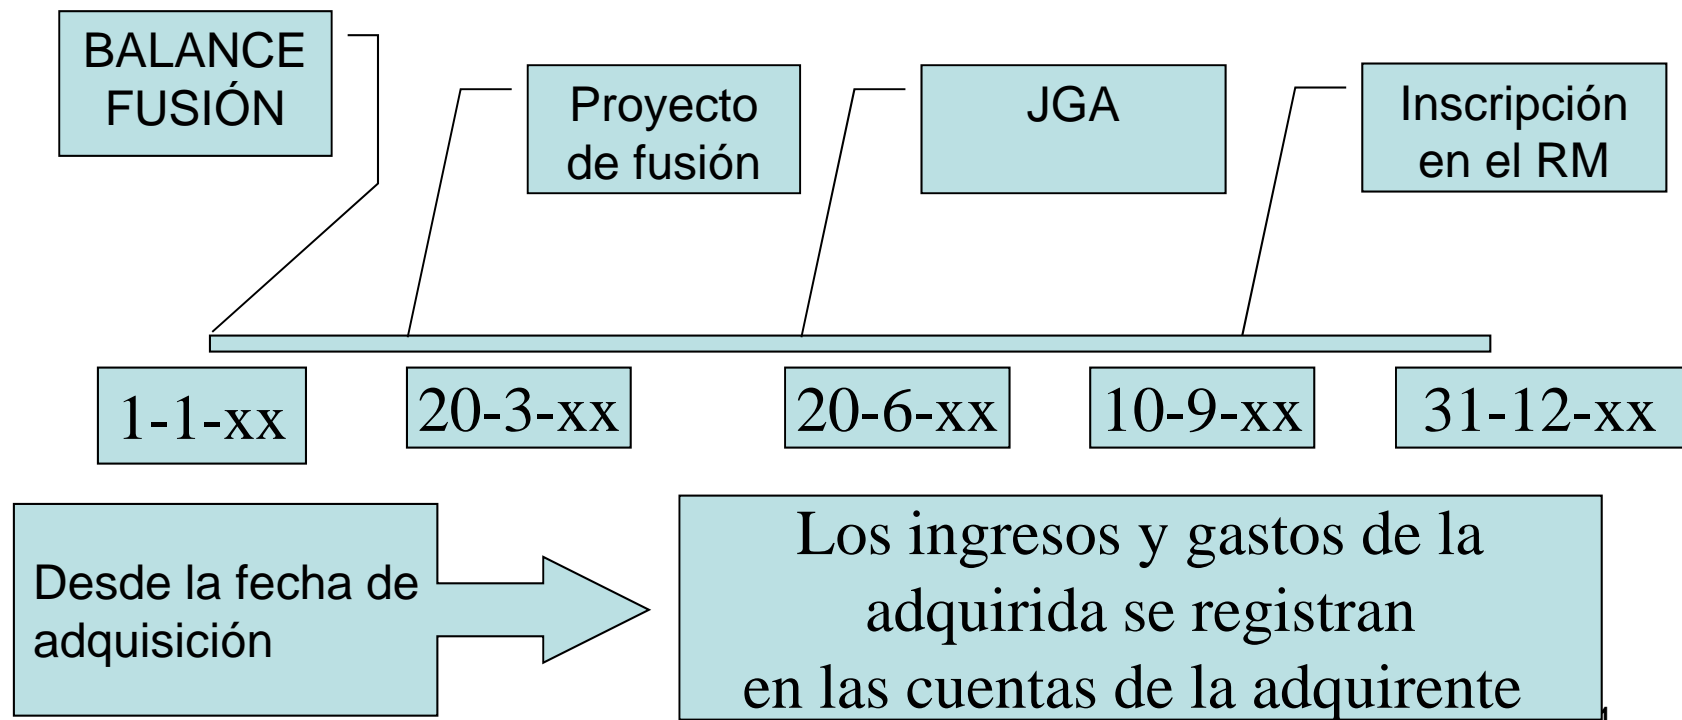 BALANCE
FUSIÓN
Proyecto
de fusión
JGA
Inscripción
en el RM
1-1-xx
20-3-xx
20-6-xx
10-9-xx
31-12-xx
Desde la fecha de
adquisición
Los ingresos y gastos de la
adquirida se registran
en las cuentas de la adquirente